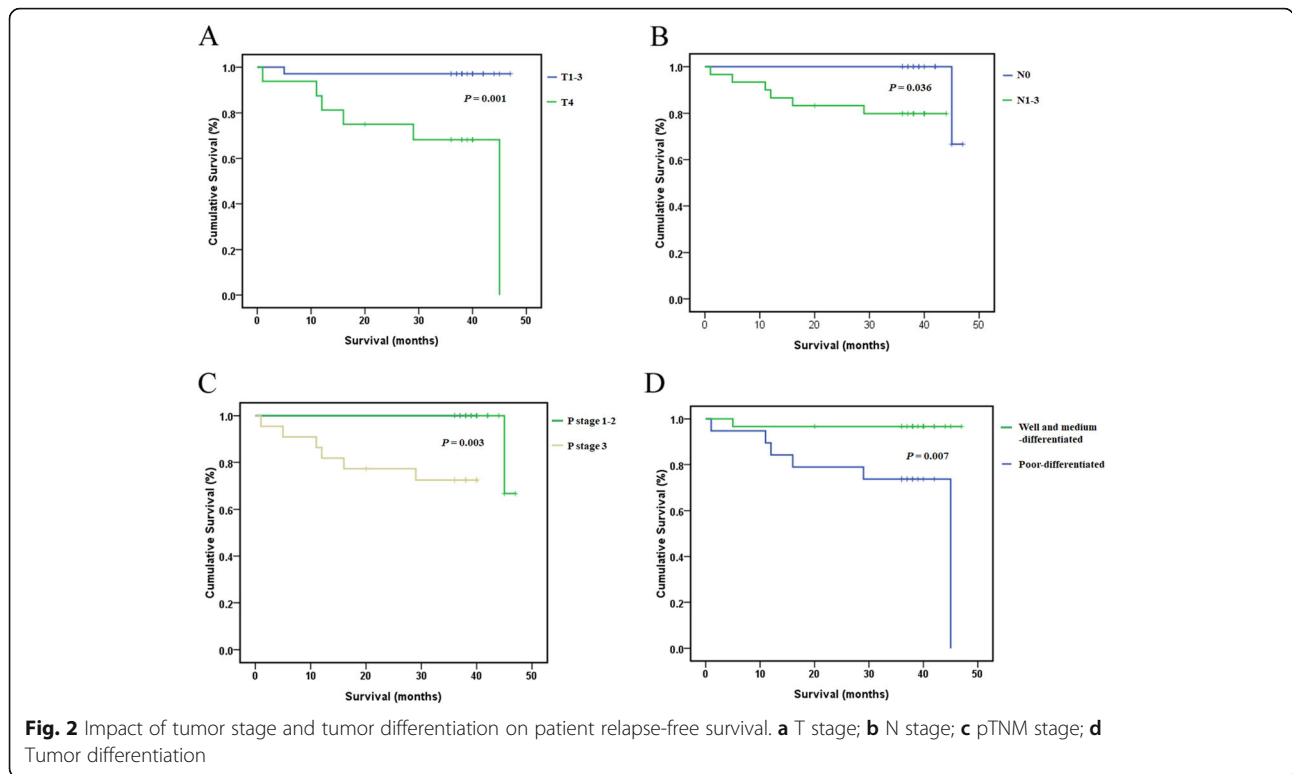 A
1.0
0.8
0.6
0.4
0.2
0.0
Cumulative Survival (%)
0 10 20 30 40 50
Survival (months)
P = 0.001
T1-3
T4
B
1.0
0.8
0.6
0.4
0.2
0.0
Cumulative Survival (%)
0 10 20 30 40 50
Survival (months)
P = 0.036
N0
N1-3
C
1.0
0.8
0.6
0.4
0.2
0.0
Cumulative Survival (%)
0 10 20 30 40 50
Survival (months)
P = 0.003
P stage 1-2
P stage 3
D
1.0
0.8
0.6
0.4
0.2
0.0
Cumulative Survival (%)
0 10 20 30 40 50
Survival (months)
P = 0.007
Well and medium
-differentiated
Poor-differentiated
Fig. 2 Impact of tumor stage and tumor differentiation on patient relapse-free survival. a T stage; b N stage; c pTNM stage; d
Tumor differentiation